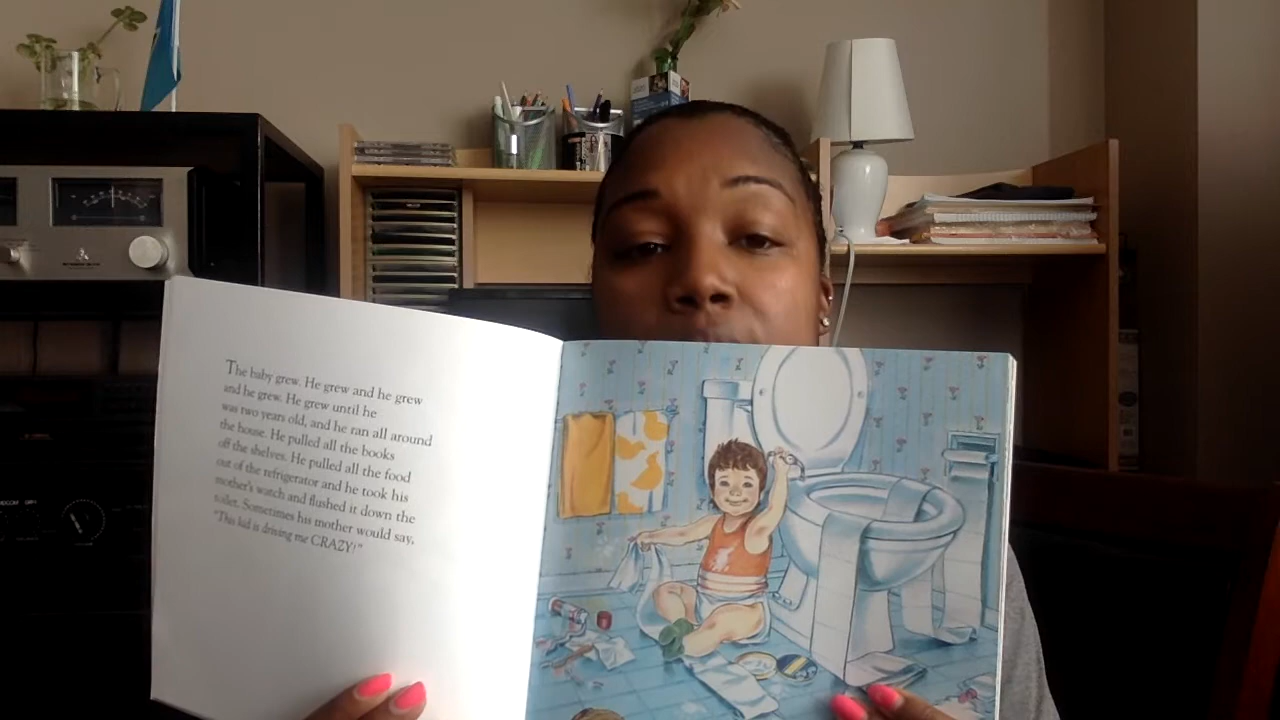 The baby grew. He grew and he grew
and he grew. He grew until he
was two years old, and he ran all around
the house. He pulled all the books
off the shelves. He pulled all the food
out of the refrigerator and he took his
mother's watch and flushed it down the
toilet. Sometimes his mother would say,
"This kid is driving me CRAZY!"